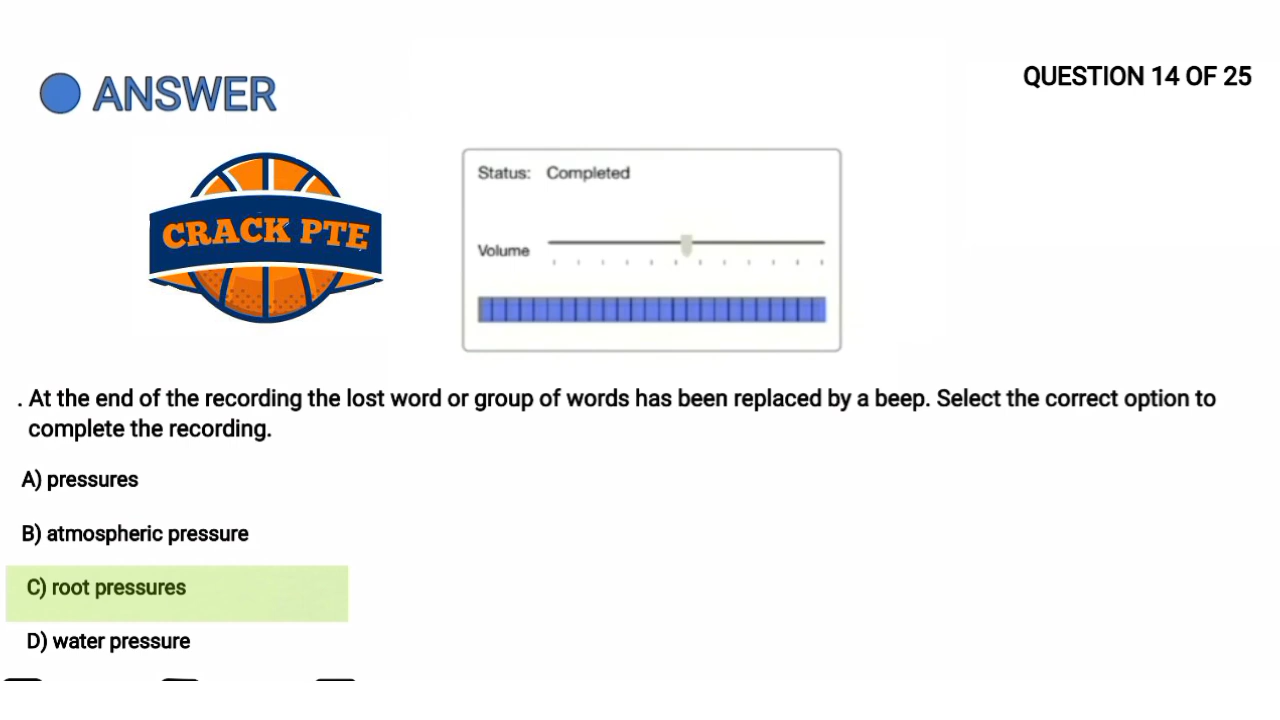 ANSWER
QUESTION 14 OF 25
CRACK PTE
Status: Completed
Volume
. At the end of the recording the lost word or group of words has been replaced by a beep. Select the correct option to
complete the recording.
A) pressures
B) atmospheric pressure
C) root pressures
D) water pressure